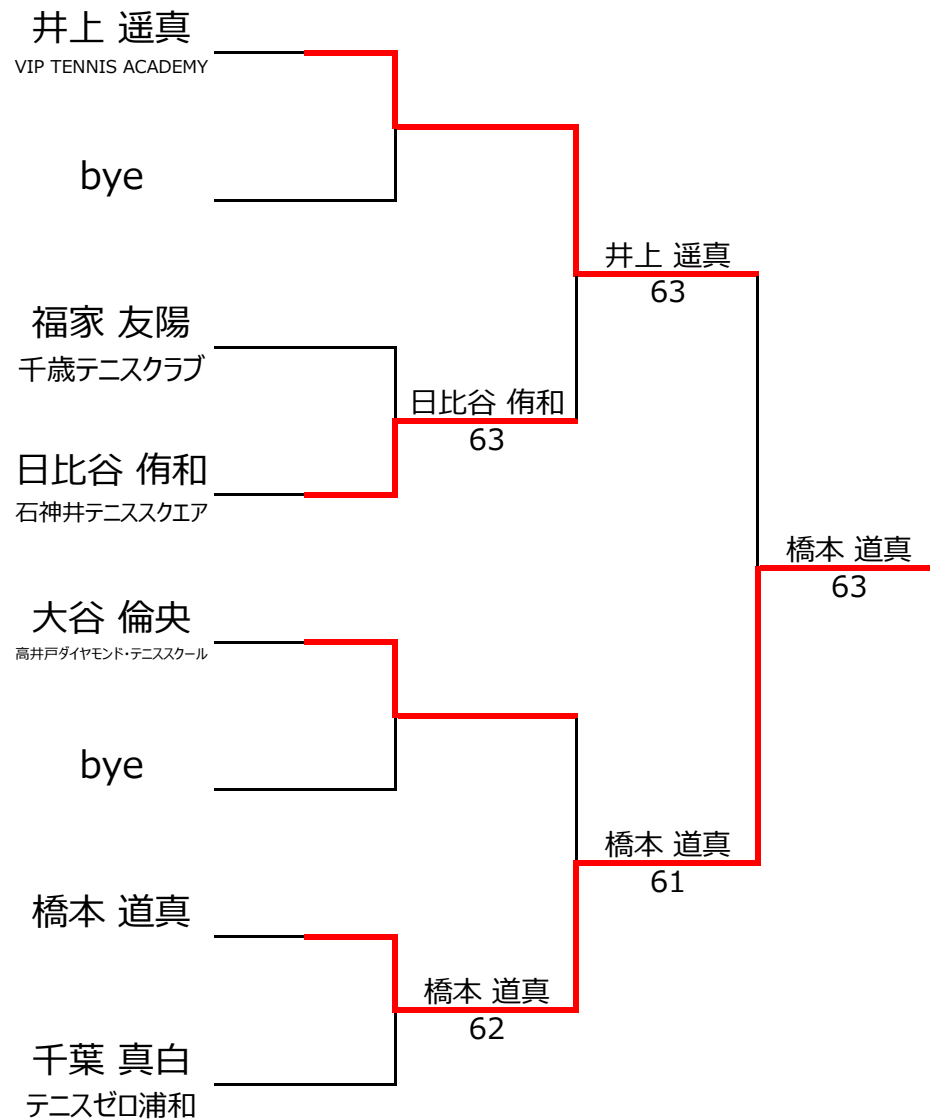 井上 遥真
VIP TENNIS ACADEMY
bye
福家 友陽
千歳テニスクラブ
日比谷 侑和
石神井テニススクエア
大谷 倫央
高井戸ダイヤモンド・テニススクール
bye
橋本 道真
千葉 真白
テニスゼロ浦和
日比谷 侑和
63
橋本 道真
62
井上 遥真
63
橋本 道真
61
橋本 道真
63